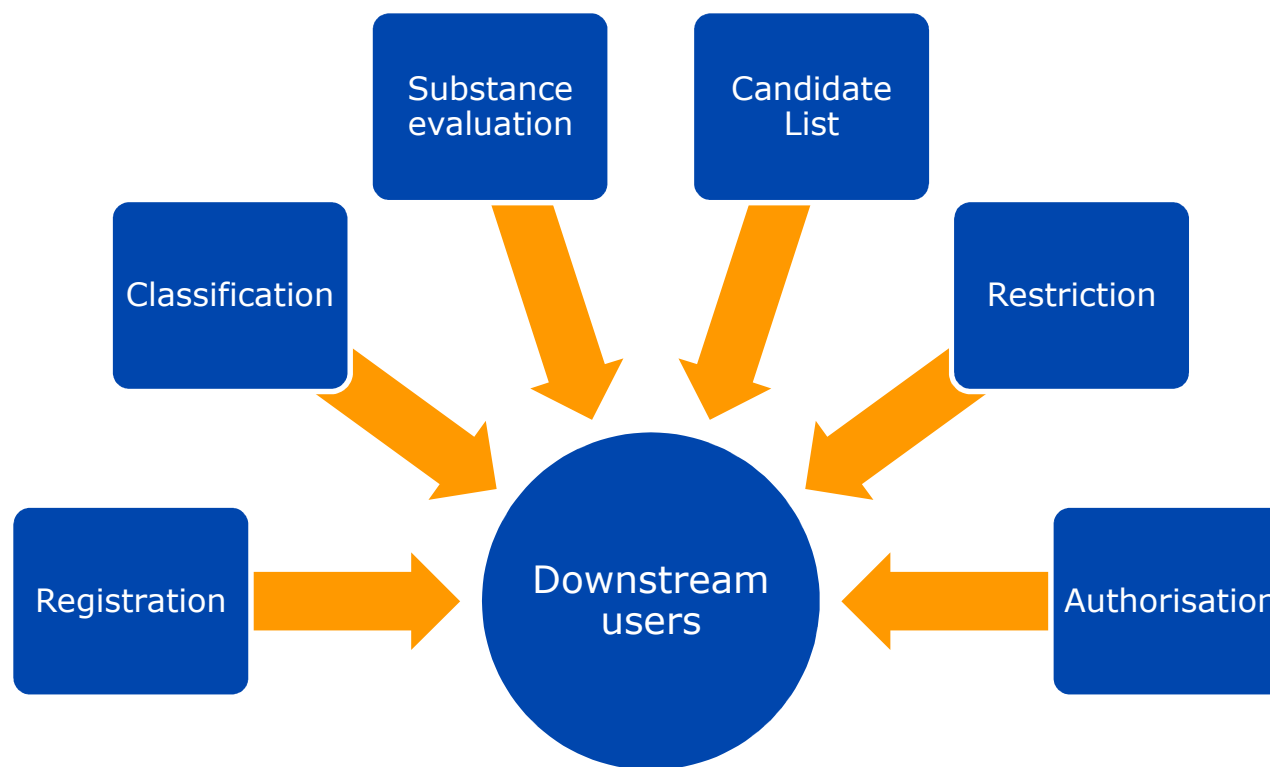 Substance
evaluation
Candidate
List
Classification
Restriction
Registration
Downstream
users
Authorisation